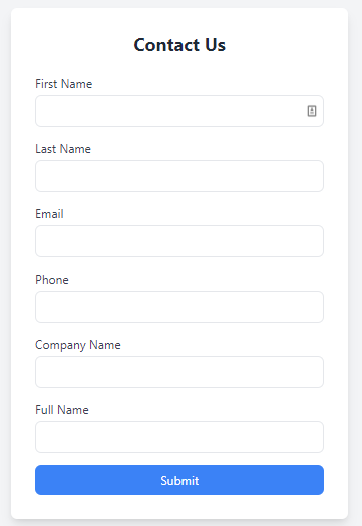 Contact Us
First Name
Last Name
Email
Phone
Company Name
Full Name
Submit